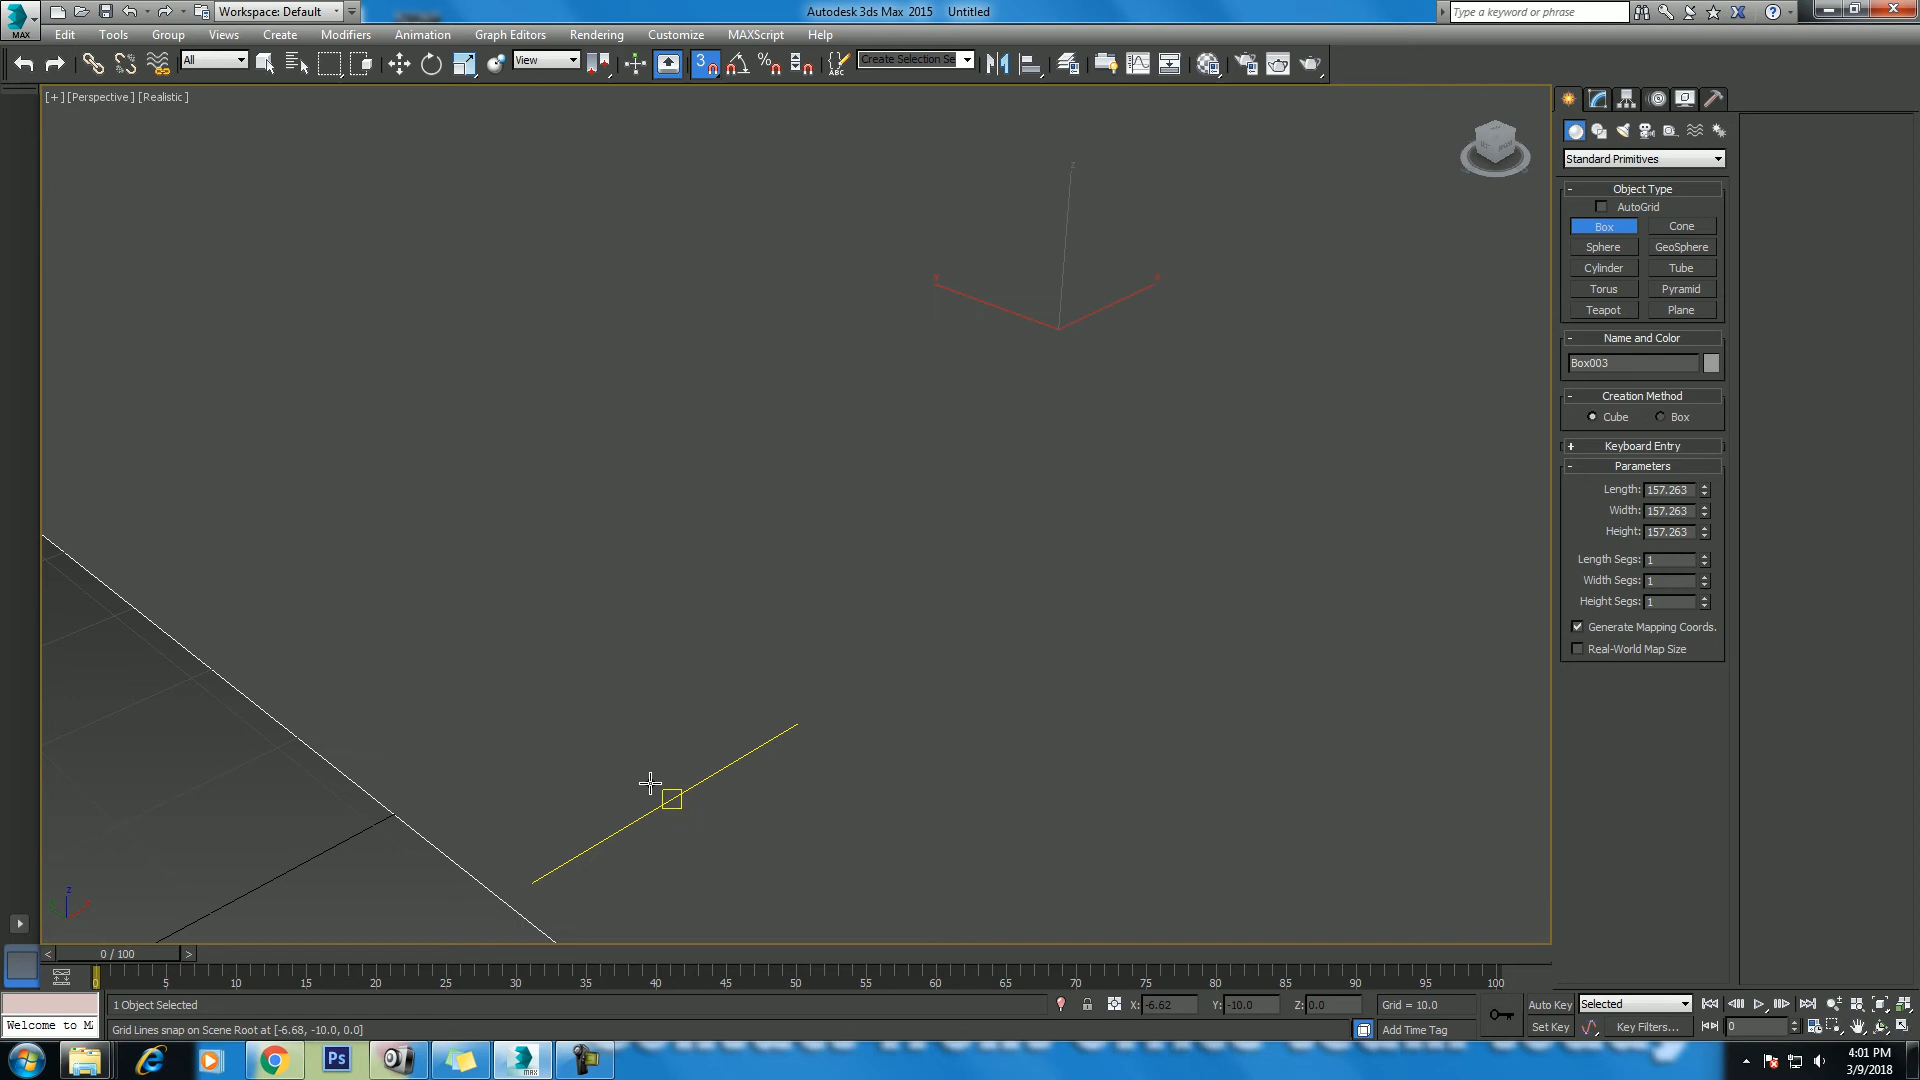 Workspace: Default
Autodesk 3ds Max 2015 Untitled
Type a keyword or phrase
MAX
Edit Tools Group Views Create Modifiers Animation Graph Editors Rendering Customize MAXScript Help
All
View
3
Create Selection Se
[+] [Perspective] [Realistic]
Standard Primitives
Object Type
AutoGrid
Box Cone
Sphere GeoSphere
Cylinder Tube
Torus Pyramid
Teapot Plane
Name and Color
Box003
Creation Method
Cube Box
Keyboard Entry
Parameters
Length: 157.263
Width: 157.263
Height: 157.263
Length Segs: 1
Width Segs: 1
Height Segs: 1
Generate Mapping Coords.
Real-World Map Size
z
x
0 / 100
0 5 10 15 20 25 30 35 40 45 50 55 60 65 70 75 80 85 90 95 100
1 Object Selected
X: -6.62 Y: -10.0 Z: 0.0 Grid = 10.0
Auto Key Selected
Welcome to M
Grid Lines snap on Scene Root at [-6.68, -10.0, 0.0]
Add Time Tag
Set Key Key Filters... 0
Ps
4:01 PM
3/9/2018